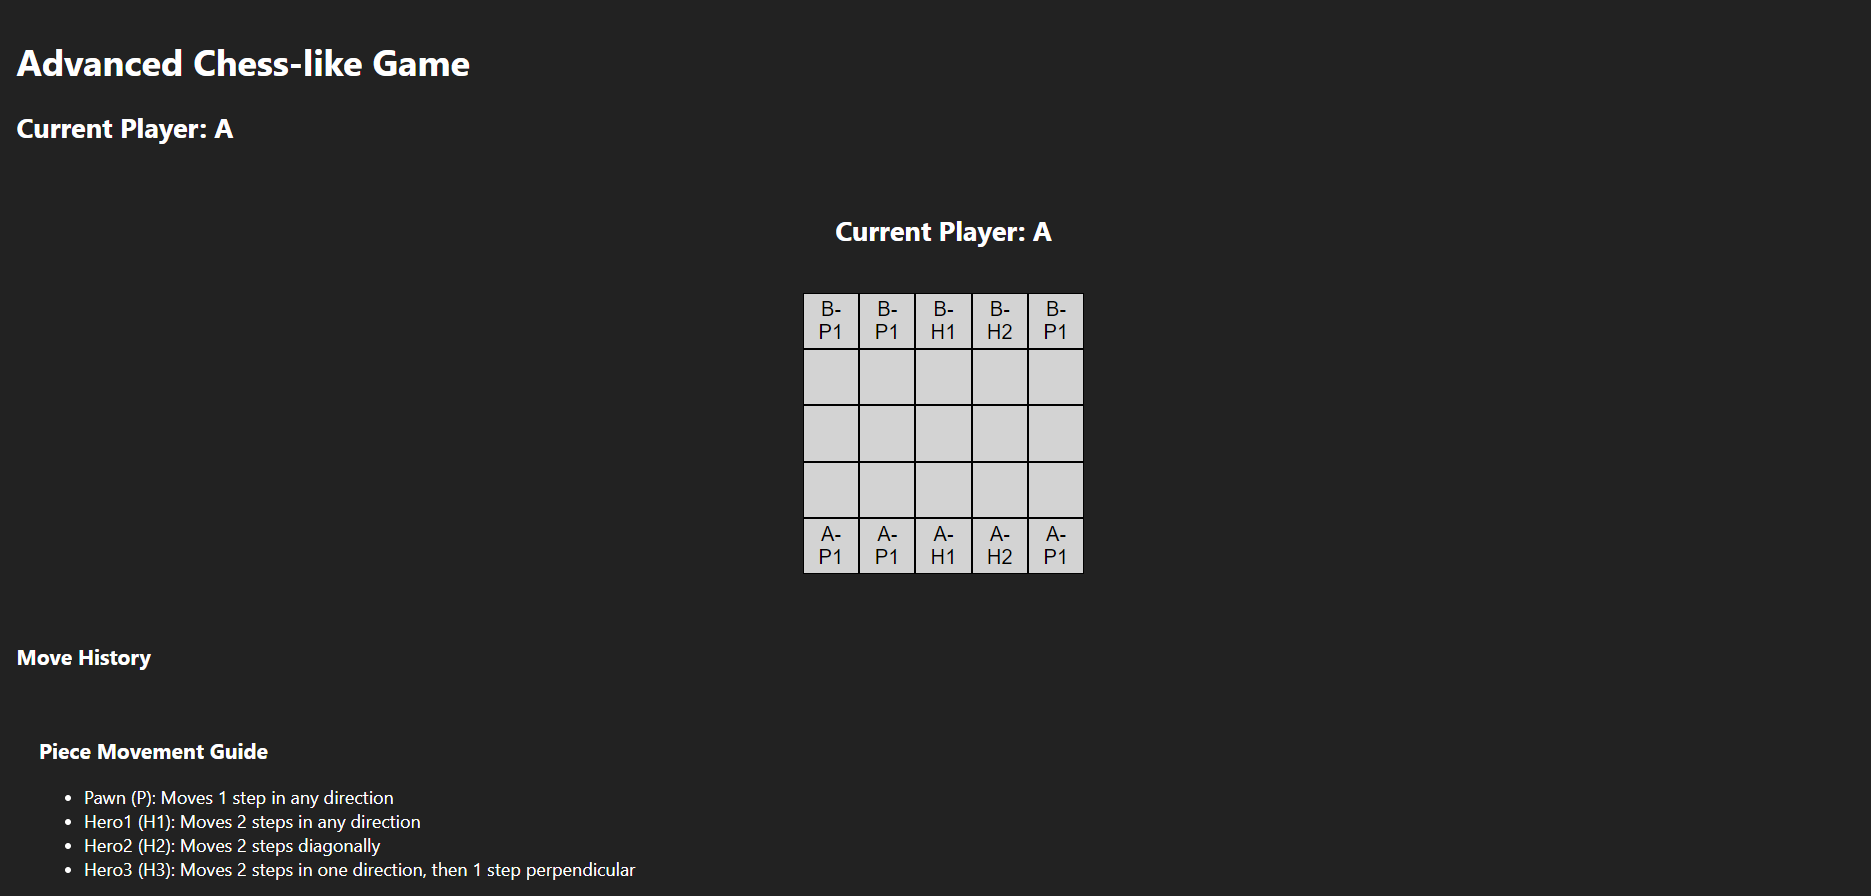 Advanced Chess-like Game
Current Player: A
Current Player: A
B- B- B- B- B-
P1 P1 H1 H2 P1
A- A- A- A- A-
P1 P1 H1 H2 P1
Move History
Piece Movement Guide
• Pawn (P): Moves 1 step in any direction
• Hero1 (H1): Moves 2 steps in any direction
• Hero2 (H2): Moves 2 steps diagonally
• Hero3 (H3): Moves 2 steps in one direction, then 1 step perpendicular